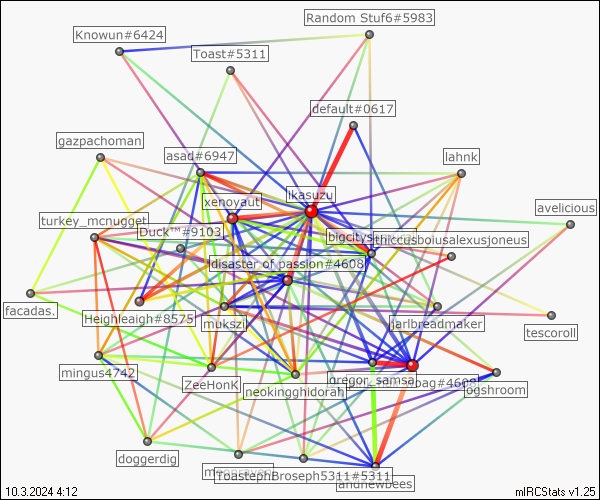 Random Stuf6#5983
Knowun#6424
Toast#5311
default#0617
gazpachoman
asad#6947
lahnk
xenoyaut
ikasuzu
avelicious
turkey_mcnugget
Duck™#9103
bigcitys
thiccusboiusalexusjoneus
disaster of passion#4608
facadas.
Heighleaigh#8575
mukszi
jarlbreadmaker
tescoroll
mingus4742
ZeeHonK
neokingghidorah
gregor_samsa
bag#4608
ogshroom
doggerdig
ToastephBroseph5311#5311
andnewbees
10.3.2024 4:12
mIRCStats v1.25